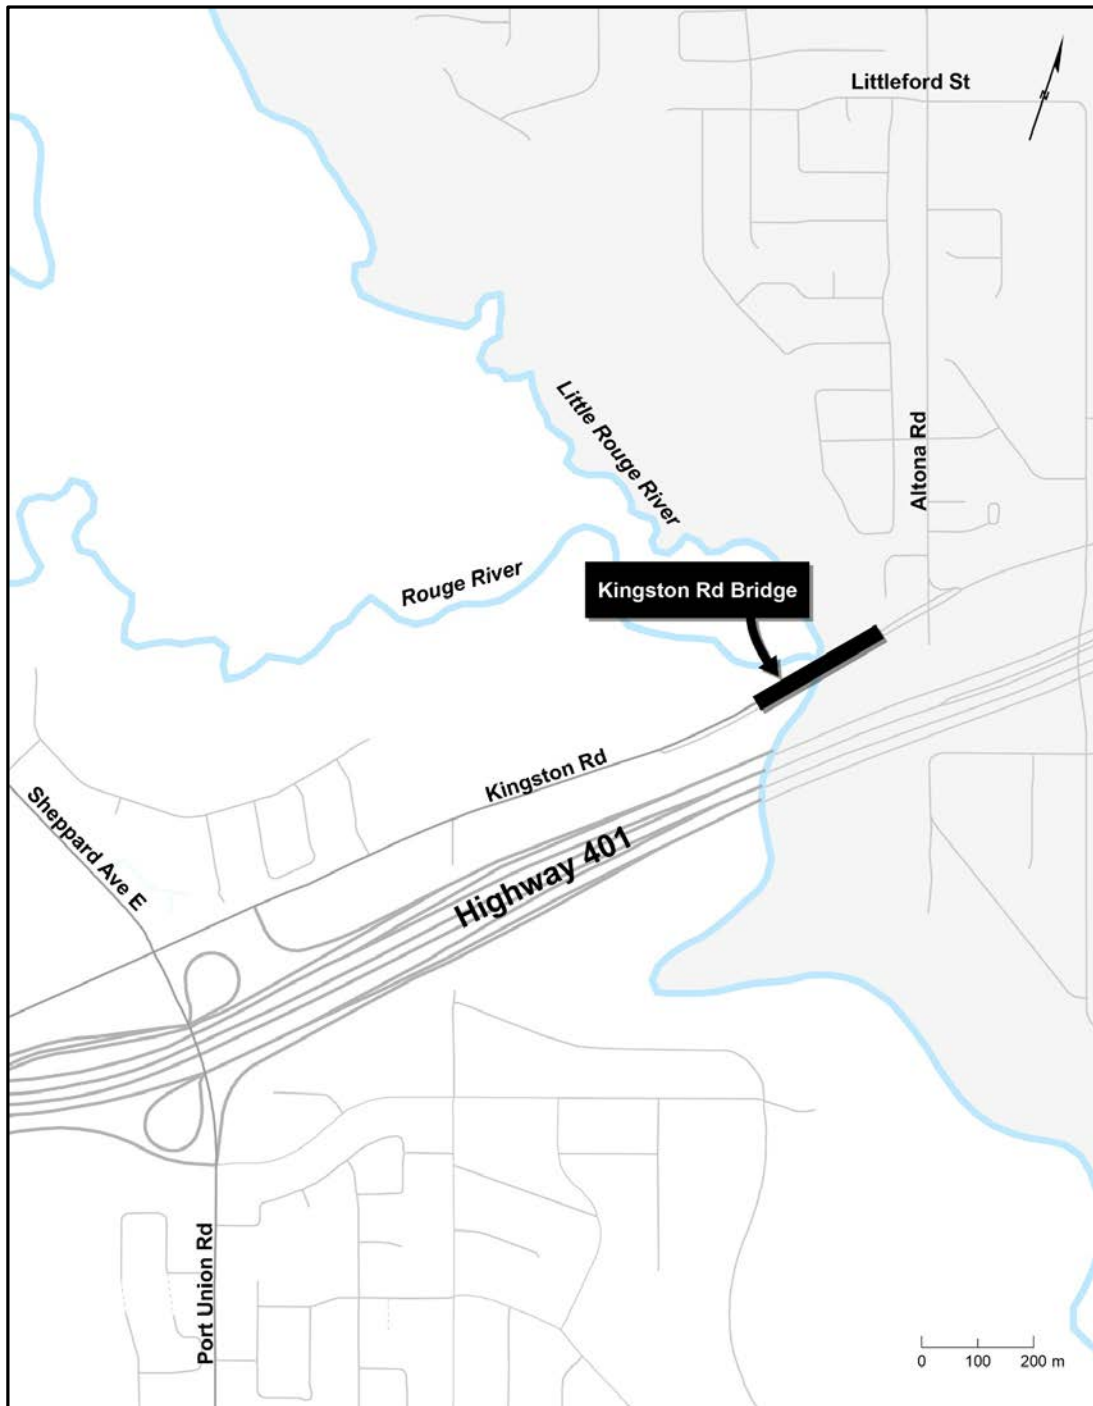 Littleford St
N
Little Rouge River
Altona Rd
Rouge River
Kingston Rd Bridge
Kingston Rd
Sheppard Ave E
Highway 401
Port Union Rd
0 100 200 m